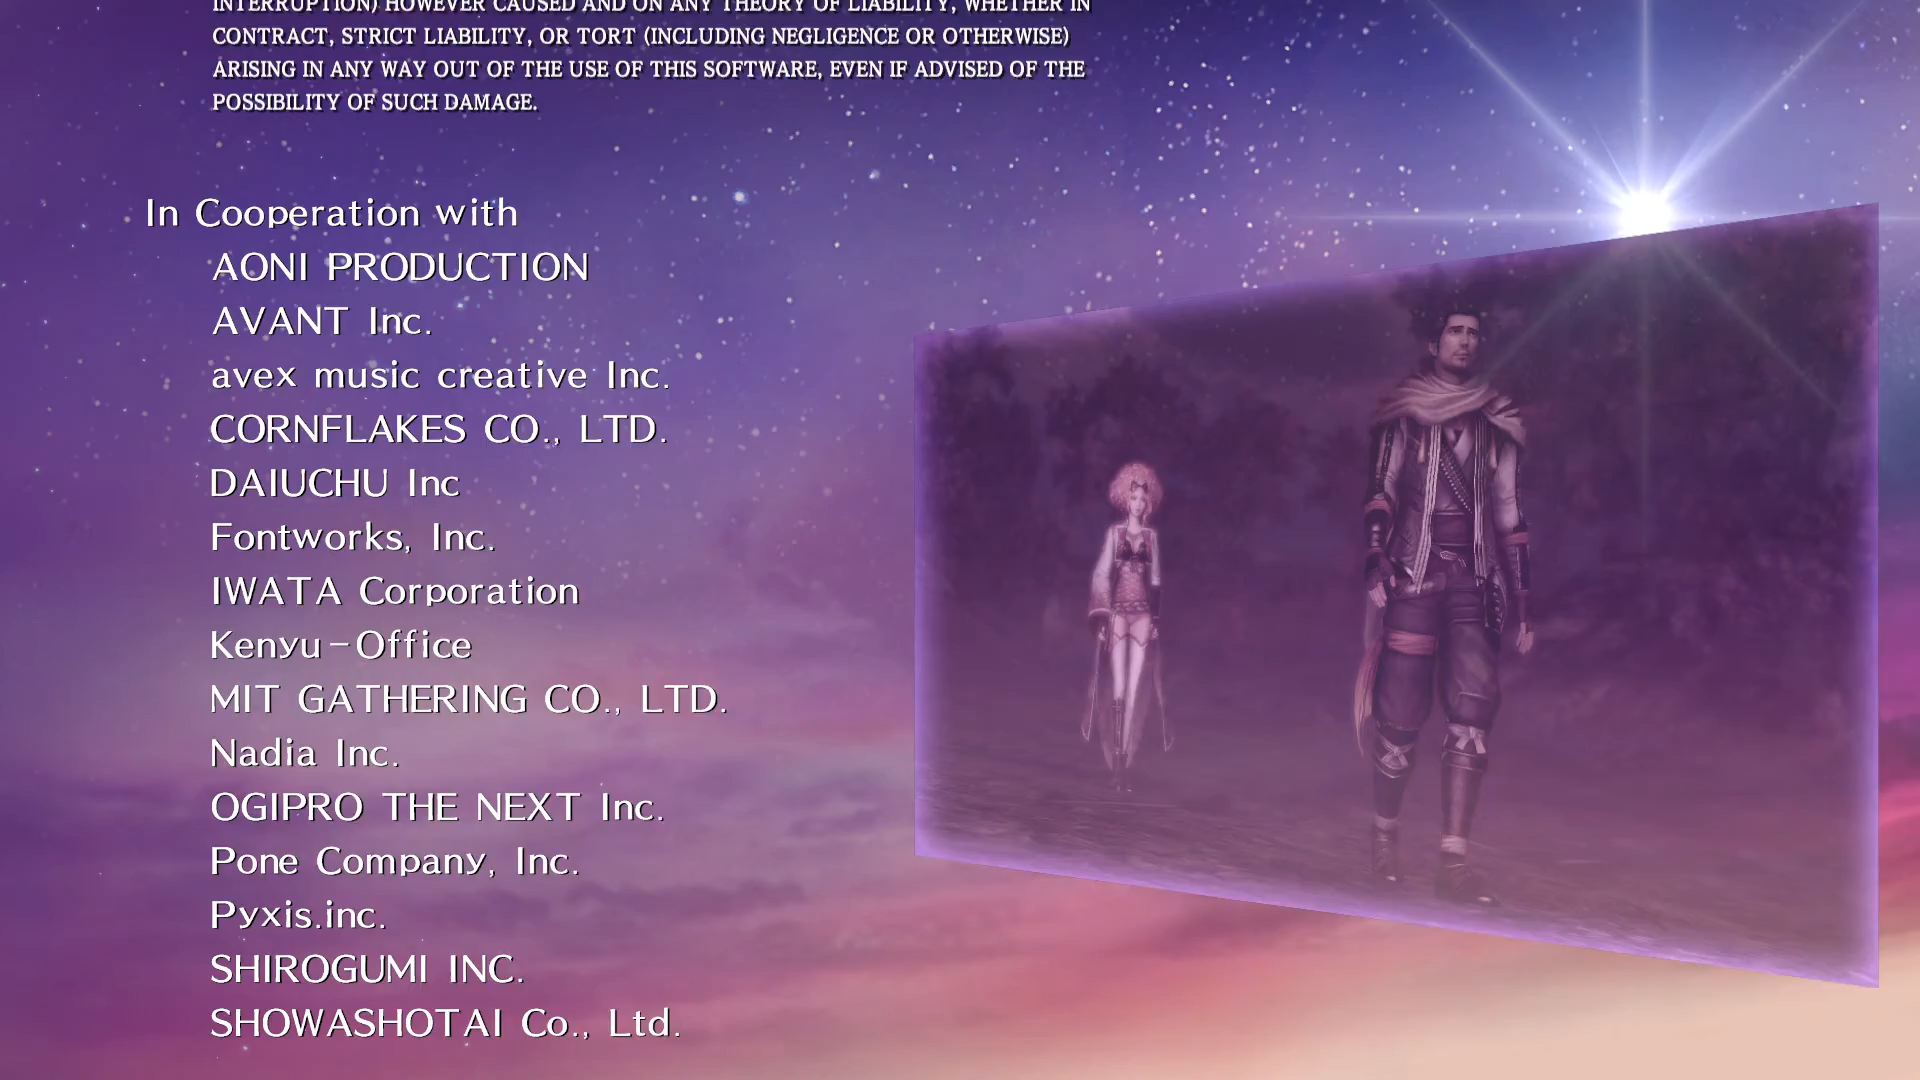 INTERRUPTION) HOWEVER CAUSED AND ON ANY THEORY OF LIABILITY, WHETHER IN
CONTRACT, STRICT LIABILITY, OR TORT (INCLUDING NEGLIGENCE OR OTHERWISE)
ARISING IN ANY WAY OUT OF THE USE OF THIS SOFTWARE, EVEN IF ADVISED OF THE
POSSIBILITY OF SUCH DAMAGE.
In Cooperation with
AONI PRODUCTION
AVANT Inc.
avex music creative Inc.
CORNFLAKES CO., LTD.
DAIUCHU Inc
Fontworks, Inc.
IWATA Corporation
Kenyu-Office
MIT GATHERING CO., LTD.
Nadia Inc.
OGIPRO THE NEXT Inc.
Pone Company, Inc.
Pyxis.inc.
SHIROGUMI INC.
SHOWASHOTAI Co., Ltd.